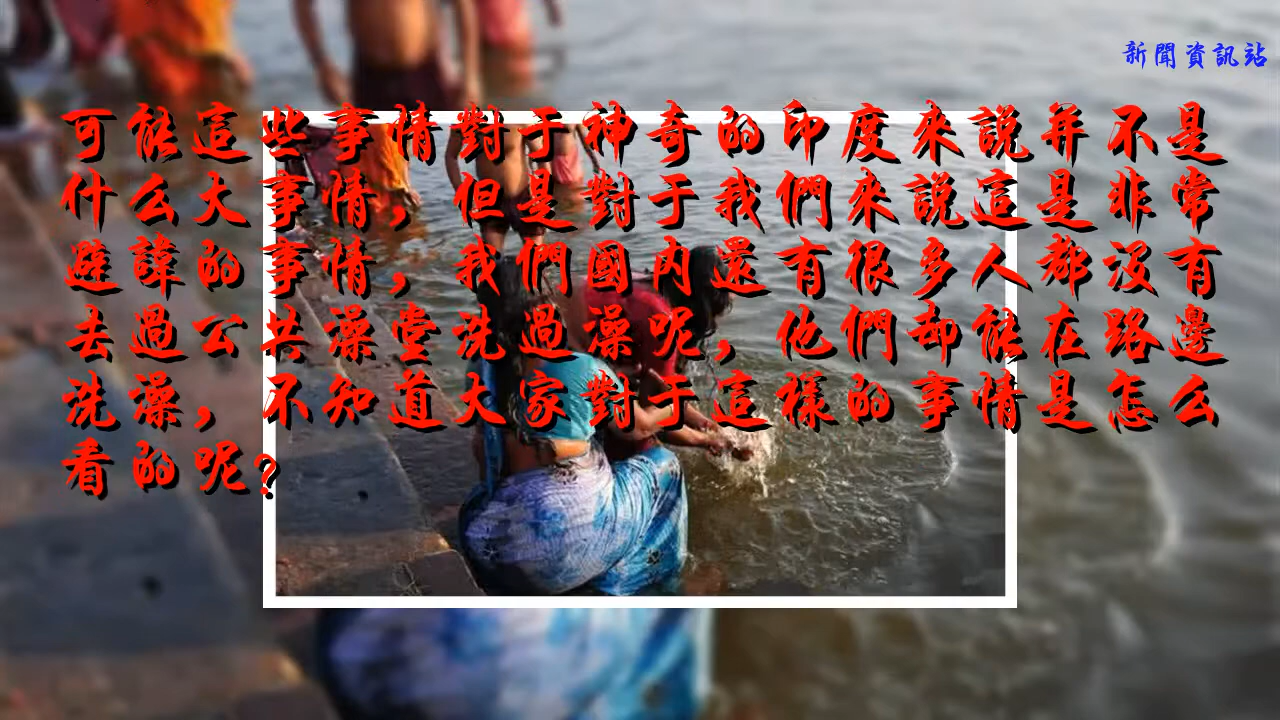 新聞資訊站
可能這些事情對于神奇的印度來說并不是
什么大事情，但是對于我們來說這是非常
避諱的事情，我們國内還有很多人都没有
去過公共澡堂洗過澡呢，他們却能在路邊
洗澡，不知道大家對于這樣的事情是怎么
看的呢？